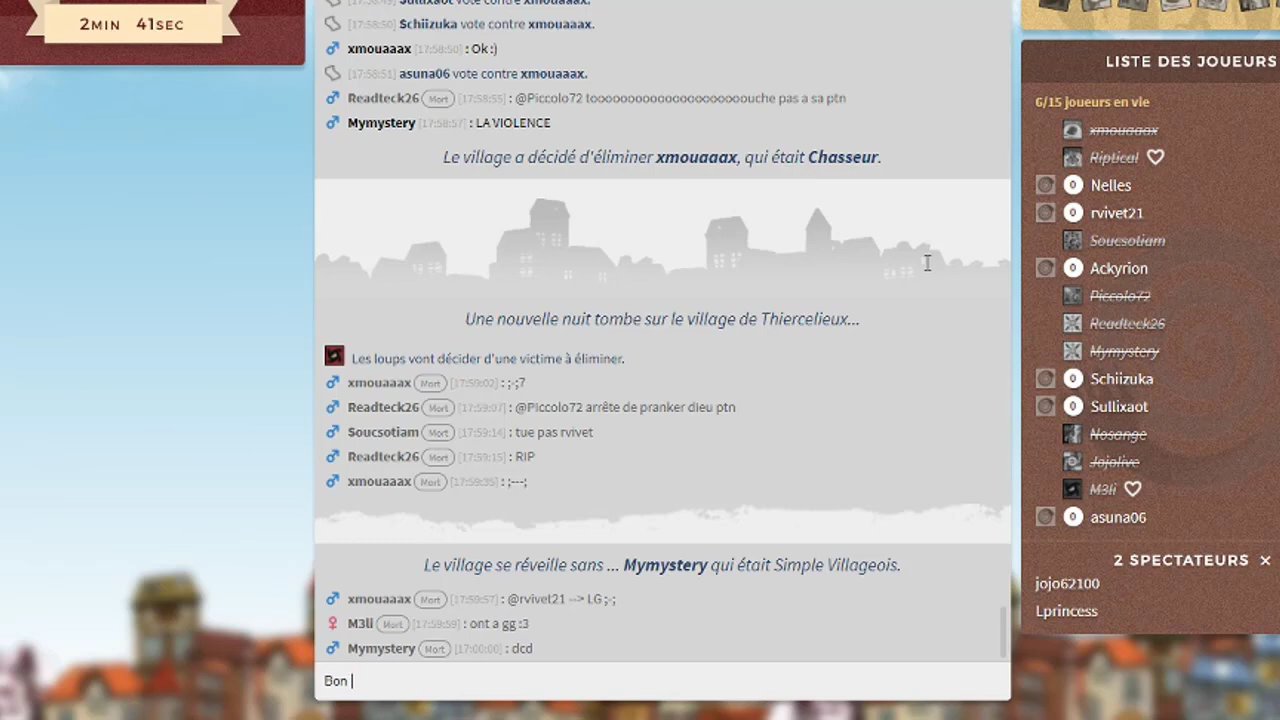 2MIN 41SEC
[17:58:49] Sullixaot vote contre xmouaaax.
[17:58:50] Schiizuka vote contre xmouaaax.
xmouaaax [17:58:50] : Ok :)
[17:58:51] asuna06 vote contre xmouaaax.
Readteck26 Mort [17:58:55] : @Piccolo72 toooooooooooooooooooooouche pas a sa ptn
Mymystery [17:58:57] : LA VIOLENCE
Le village a décidé d'éliminer xmouaaax, qui était Chasseur.
Une nouvelle nuit tombe sur le village de Thiercelieux...
Les loups vont décider d'une victime à éliminer.
xmouaaax Mort [17:59:02] : ;-;7
Readteck26 Mort [17:59:07] : @Piccolo72 arrête de pranker dieu ptn
Soucsotiam Mort [17:59:14] : tue pas rvivet
Readteck26 Mort [17:59:15] : RIP
xmouaaax Mort [17:59:35] : ;---;
Le village se réveille sans ... Mymystery qui était Simple Villageois.
xmouaaax Mort [17:59:57] : @rvivet21 --> LG ;-;
M3li Mort [17:59:59] : ont a gg :3
Mymystery Mort [17:00:00] : dcd
Bon
LISTE DES JOUEURS
6/15 joueurs en vie
xmouaaax
Riptical
0 Nelles
0 rvivet21
Soucsotiam
0 Ackyrion
Piccolo72
Readteck26
Mymystery
0 Schiizuka
0 Sullixaot
Nosange
Jojolive
M3li
0 asuna06
2 SPECTATEURS ×
jojo62100
Lprincess